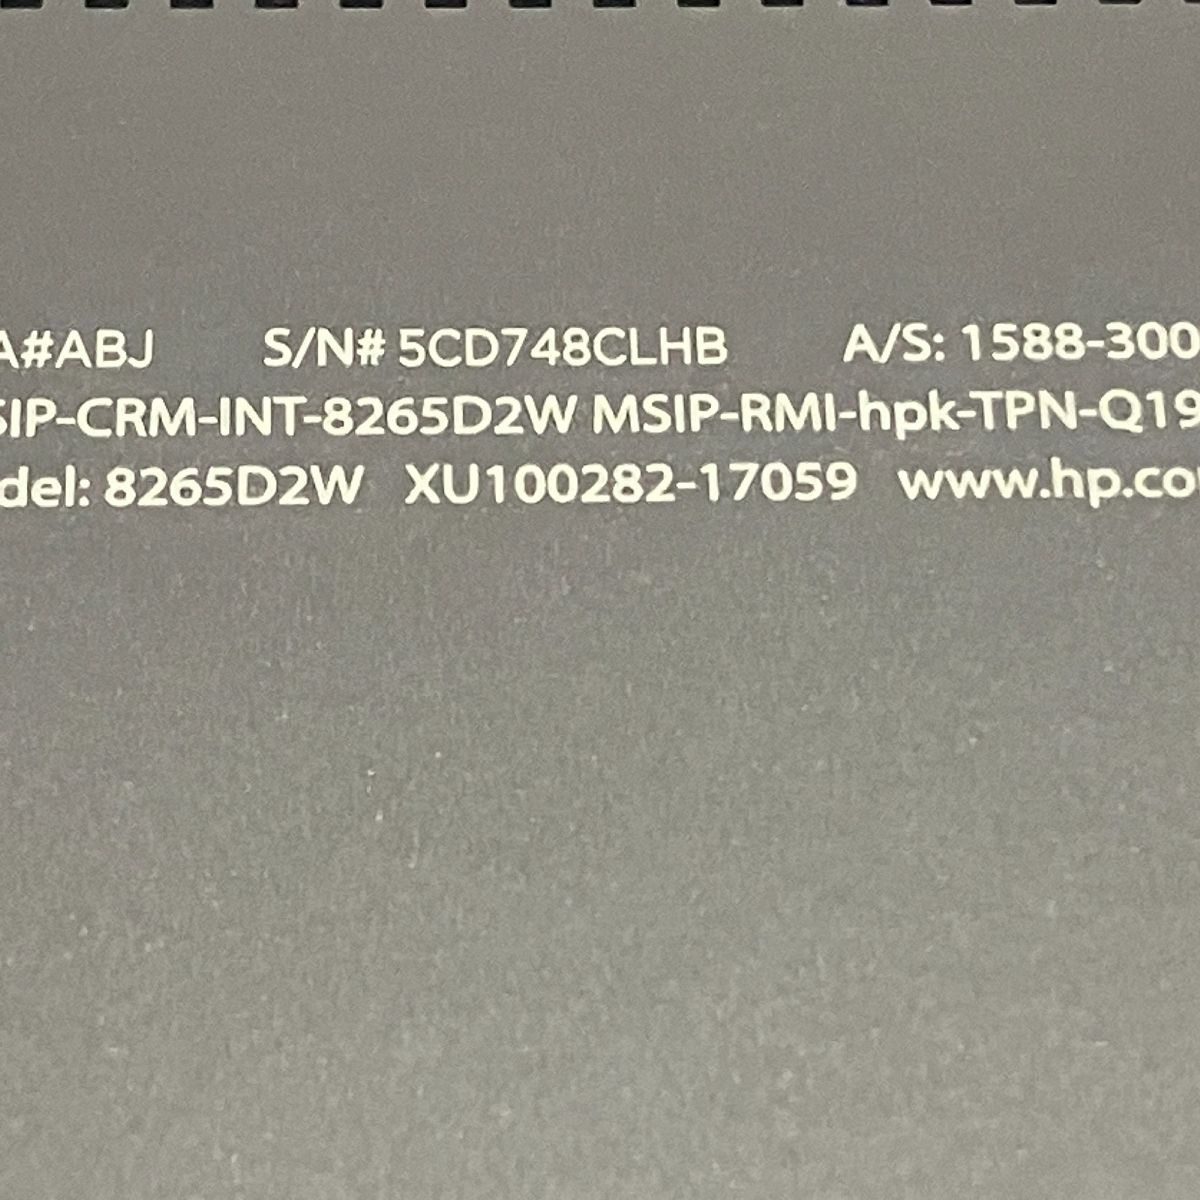 A#ABJ S/N# 5CD748CLHB A/S: 1588-300
SIP-CRM-INT-8265D2W MSIP-RMI-hpk-TPN-Q19
del: 8265D2W XU100282-17059 www.hp.co